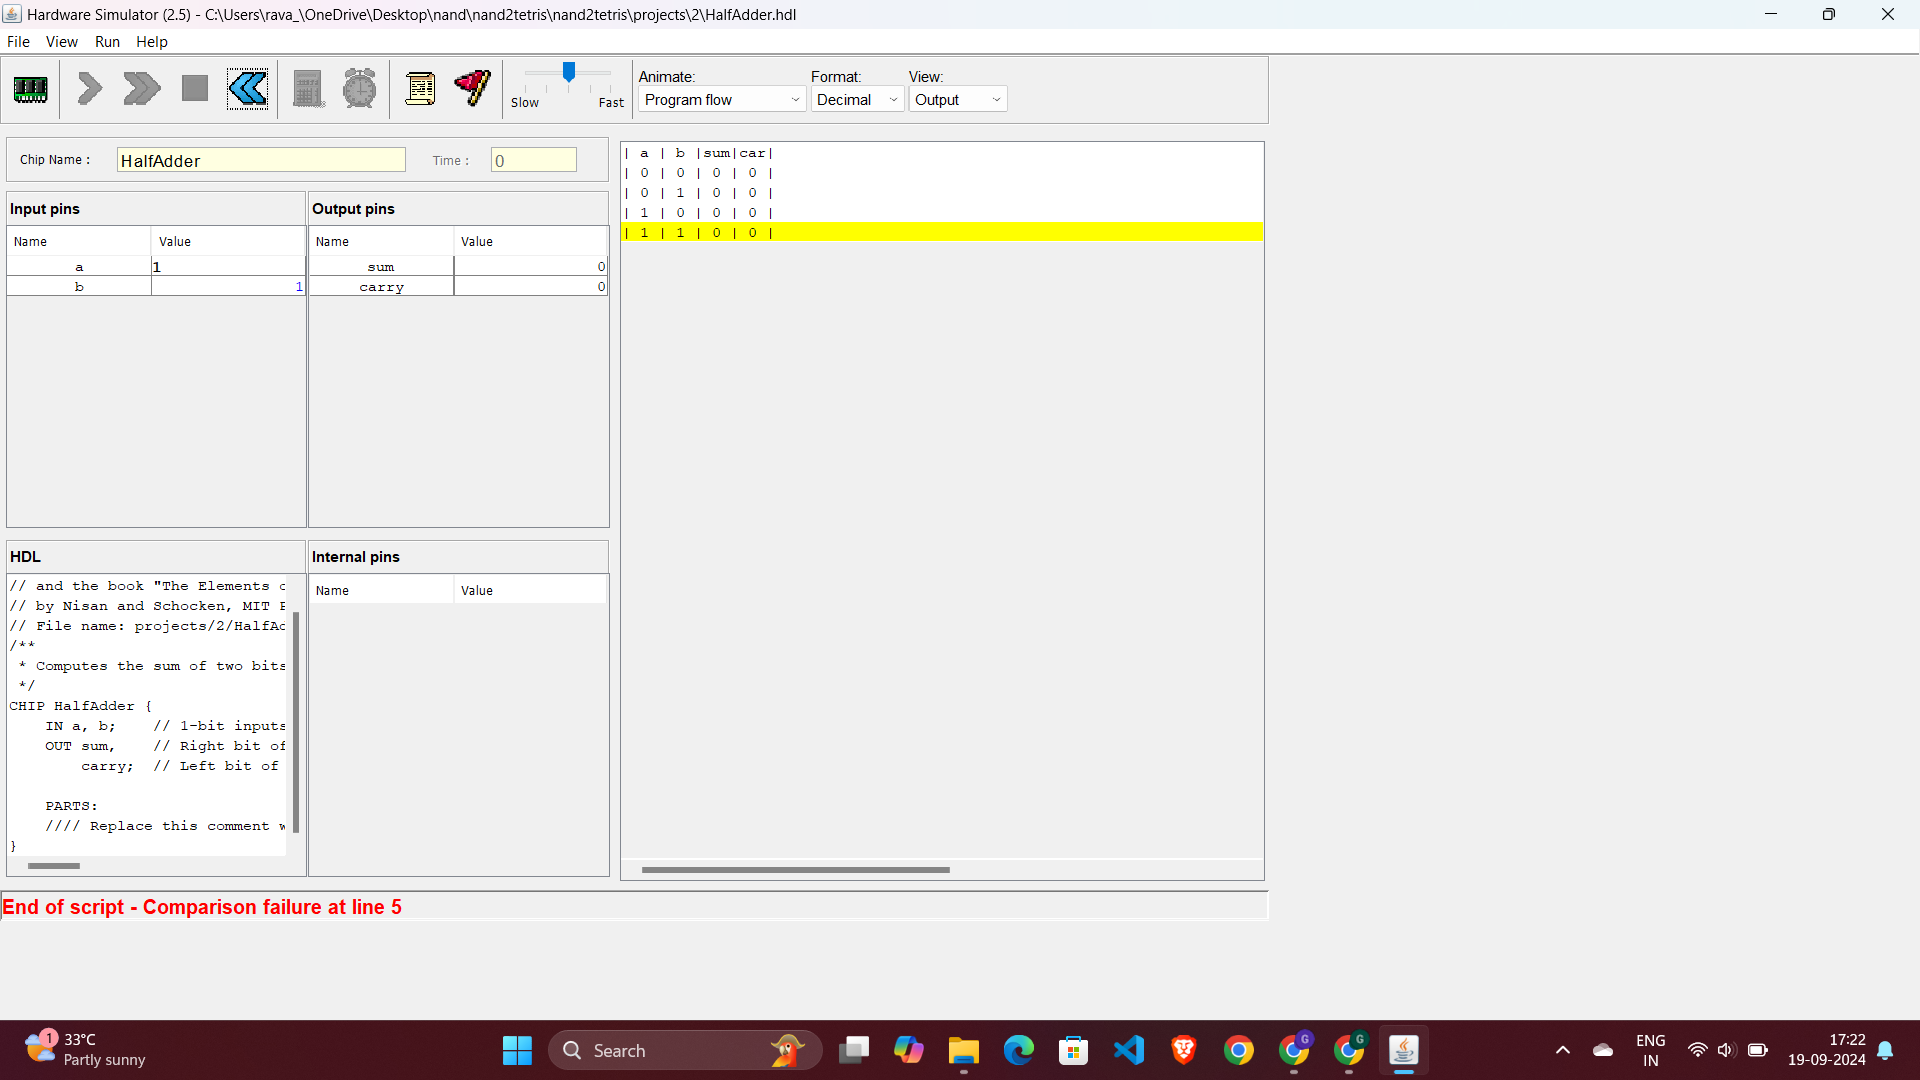 Hardware Simulator (2.5) - C:\Users\rava_\OneDrive\Desktop\nand\nand2tetris\nand2tetris\projects\2\HalfAdder.hdl
File View Run Help
Slow Fast
Animate: Format: View:
Program flow Decimal Output
Chip Name : HalfAdder Time : 0
Input pins
Name Value
a 1
b 1
Output pins
Name Value
sum 0
carry 0
| a | b |sum|car|
| 0 | 0 | 0 | 0 |
| 0 | 1 | 0 | 0 |
| 1 | 0 | 0 | 0 |
| 1 | 1 | 0 | 0 |
HDL
// and the book "The Elements
// by Nisan and Schocken, MIT
// File name: projects/2/HalfAd
/**
* Computes the sum of two bits
*/
CHIP HalfAdder {
IN a, b; // 1-bit inputs
OUT sum, // Right bit of
carry; // Left bit of
PARTS:
//// Replace this comment w
}
Internal pins
Name Value
End of script - Comparison failure at line 5
1
33°C
Partly sunny
Search
G
G
ENG
IN
17:22
19-09-2024